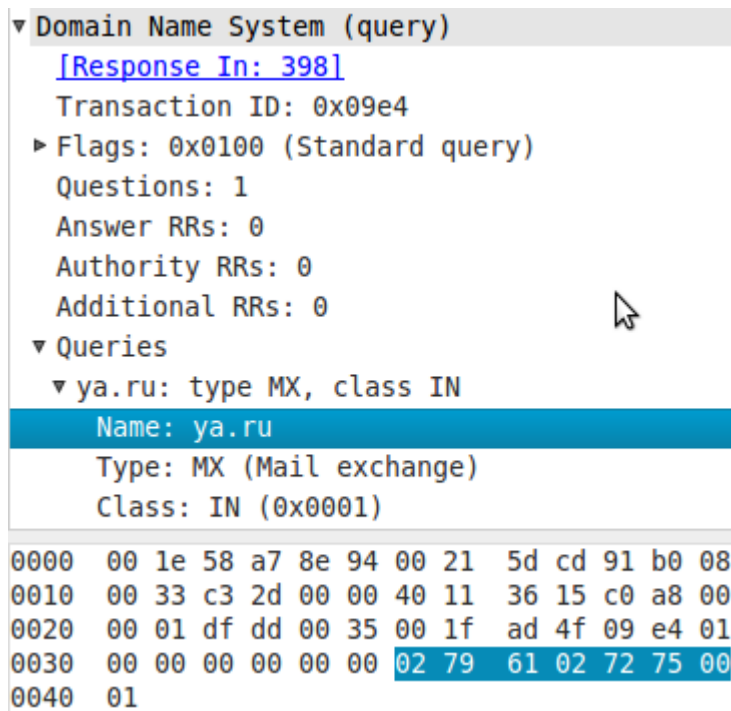 Domain Name System (query)
[Response In: 398]
Transaction ID: 0x09e4
Flags: 0x0100 (Standard query)
Questions: 1
Answer RRs: 0
Authority RRs: 0
Additional RRs: 0
Queries
ya.ru: type MX, class IN
Name: ya.ru
Type: MX (Mail exchange)
Class: IN (0x0001)
0000 00 1e 58 a7 8e 94 00 21 5d cd 91 b0 08
0010 00 33 c3 2d 00 00 40 11 36 15 c0 a8 00
0020 00 01 df dd 00 35 00 1f ad 4f 09 e4 01
0030 00 00 00 00 00 00 02 79 61 02 72 75 00
0040 01